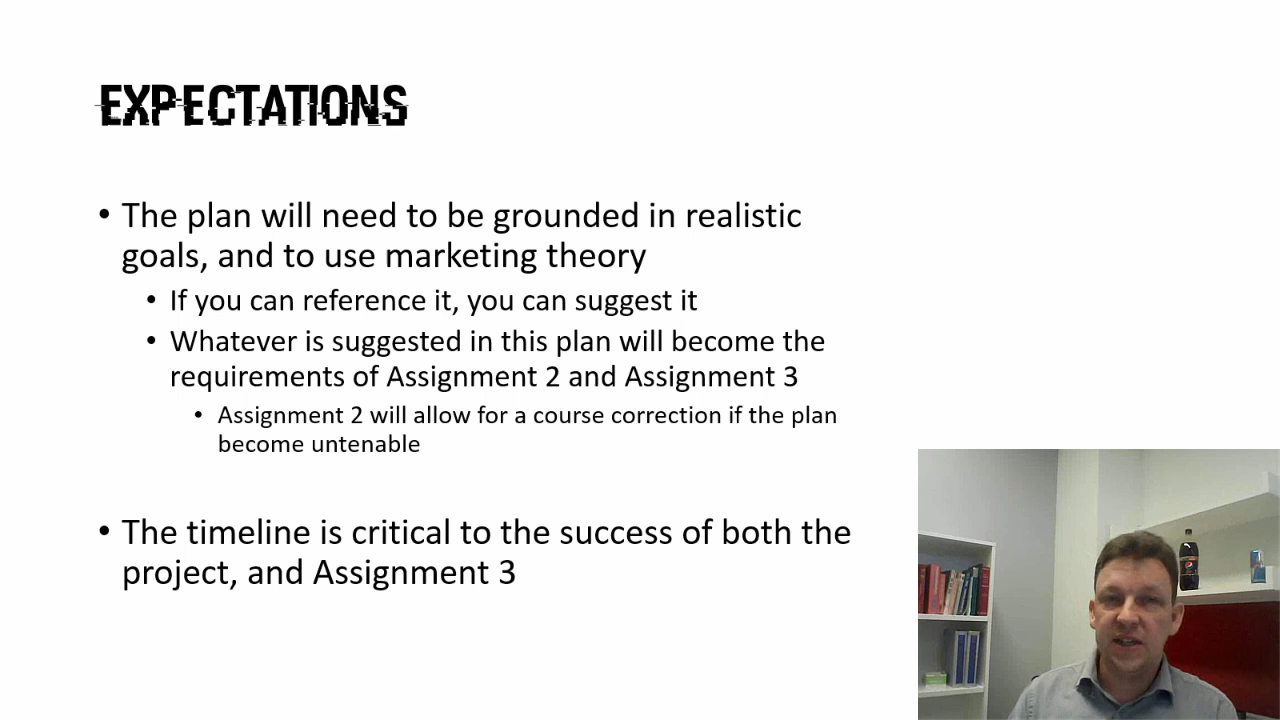 EXPECTATIONS
• The plan will need to be grounded in realistic
goals, and to use marketing theory
• If you can reference it, you can suggest it
• Whatever is suggested in this plan will become the
requirements of Assignment 2 and Assignment 3
• Assignment 2 will allow for a course correction if the plan
become untenable
• The timeline is critical to the success of both the
project, and Assignment 3